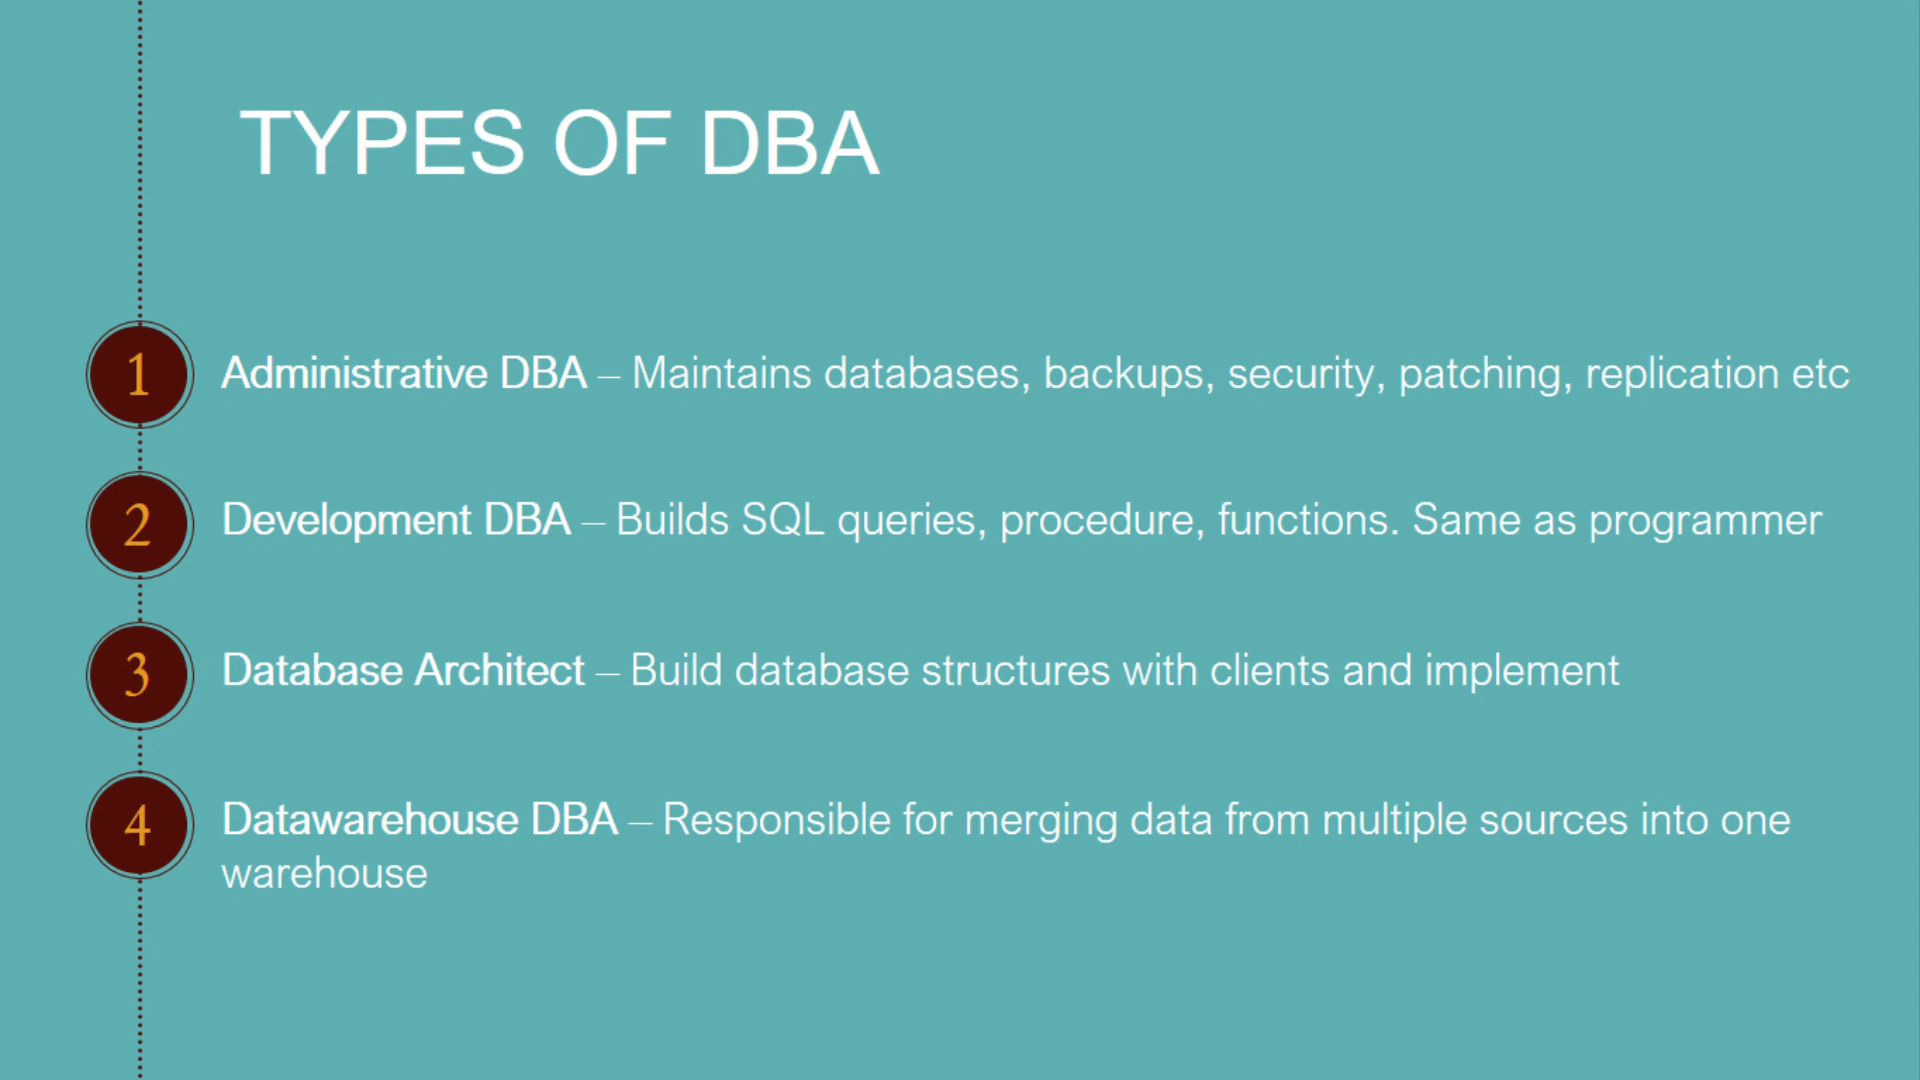 TYPES OF DBA
1 Administrative DBA – Maintains databases, backups, security, patching, replication etc
2 Development DBA – Builds SQL queries, procedure, functions. Same as programmer
3 Database Architect – Build database structures with clients and implement
4 Datawarehouse DBA – Responsible for merging data from multiple sources into one
warehouse